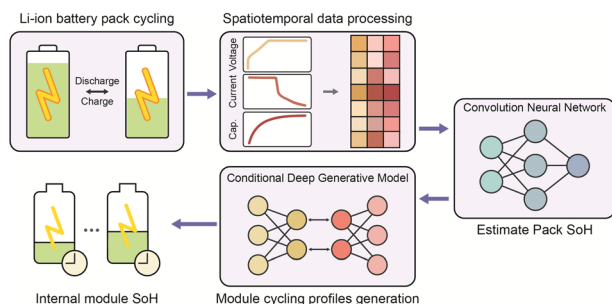 Li-ion battery pack cycling
Spatiotemporal data processing
Discharge
Charge
Voltage
Current
Cap.
Convolution Neural Network
Estimate Pack SoH
Conditional Deep Generative Model
Module cycling profiles generation
...
Internal module SoH